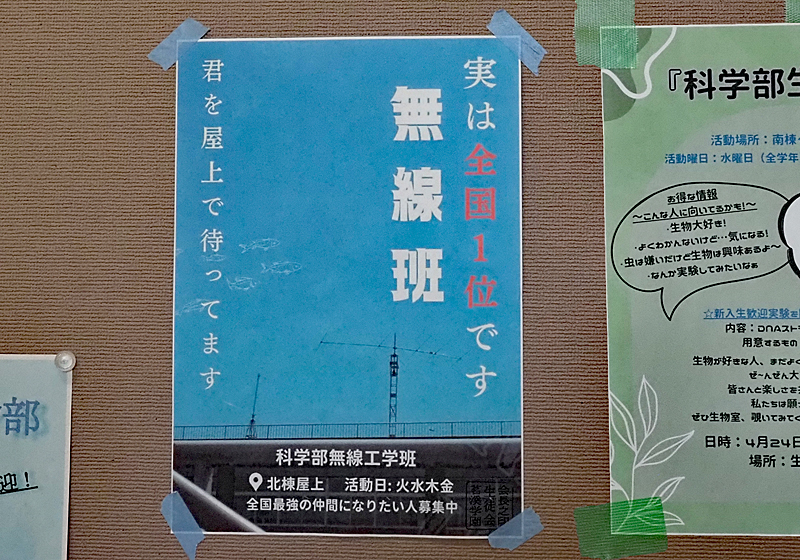 実は全国1位です
無線班
君を屋上で待ってます
科学部無線工学班
北棟屋上 活動日:火水木金
全国最強の仲間になりたい人募集中
『科学部生
活動場所：南棟
活動曜日：水曜日（全学年
お得な情報
〜こんな人に向いてるかも!〜
・生物大好き!
・よくわかんないけど…気になる!
・虫は嫌いだけど生物は興味あるよ〜
・なんか実験してみたいなぁ
☆新入生歓迎実験を
内容：DNAスト
用意するもの
生物が好きな人、まだよく
ぜ〜んぜん大
皆さんと楽しさを
私たちは願
ぜひ生物室、覗いてみてく
日時：4月24日
場所：生
部
迎！